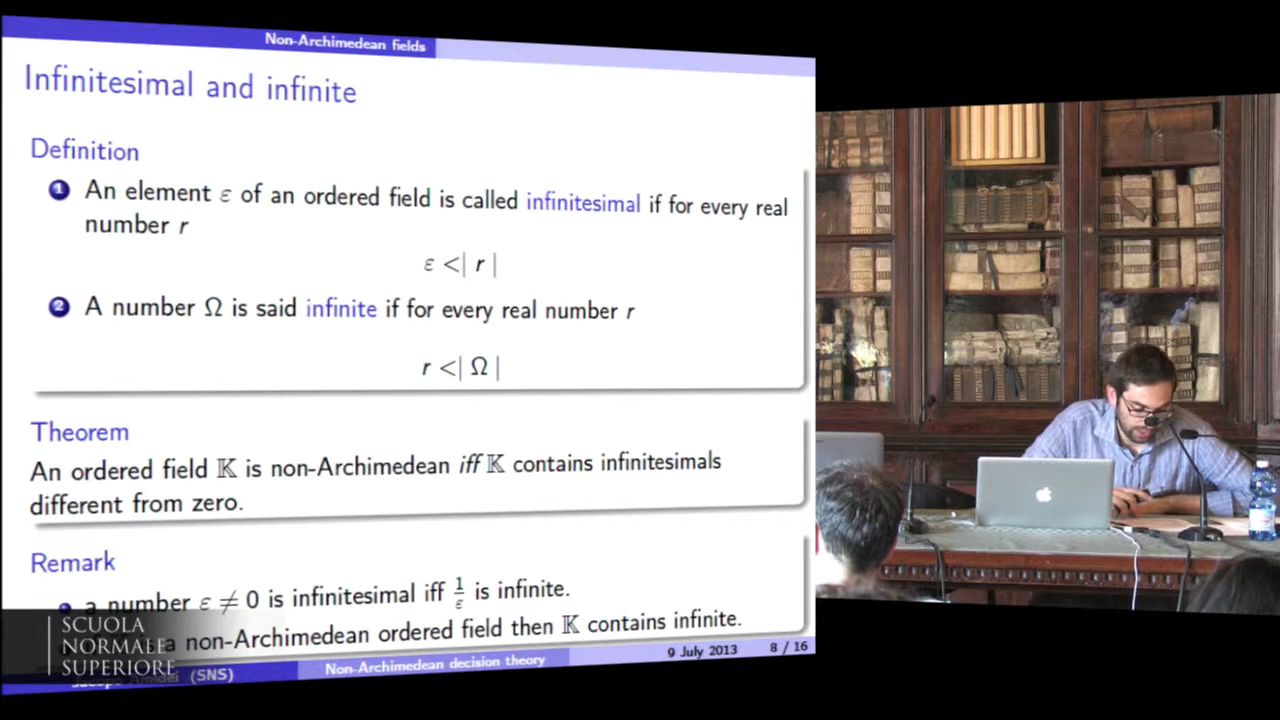 Non-Archimedean fields
Infinitesimal and infinite
Definition
1 An element ε of an ordered field is called infinitesimal if for every real
number r
ε <| r |
2 A number Ω is said infinite if for every real number r
r <| Ω |
Theorem
An ordered field 𝕂 is non-Archimedean iff 𝕂 contains infinitesimals
different from zero.
Remark
a number ε ≠ 0 is infinitesimal iff 1/ε is infinite.
a non-Archimedean ordered field then 𝕂 contains infinite.
SCUOLA
NORMALE
SUPERIORE
(SNS)
Non-Archimedean decision theory
9 July 2013
8 / 16